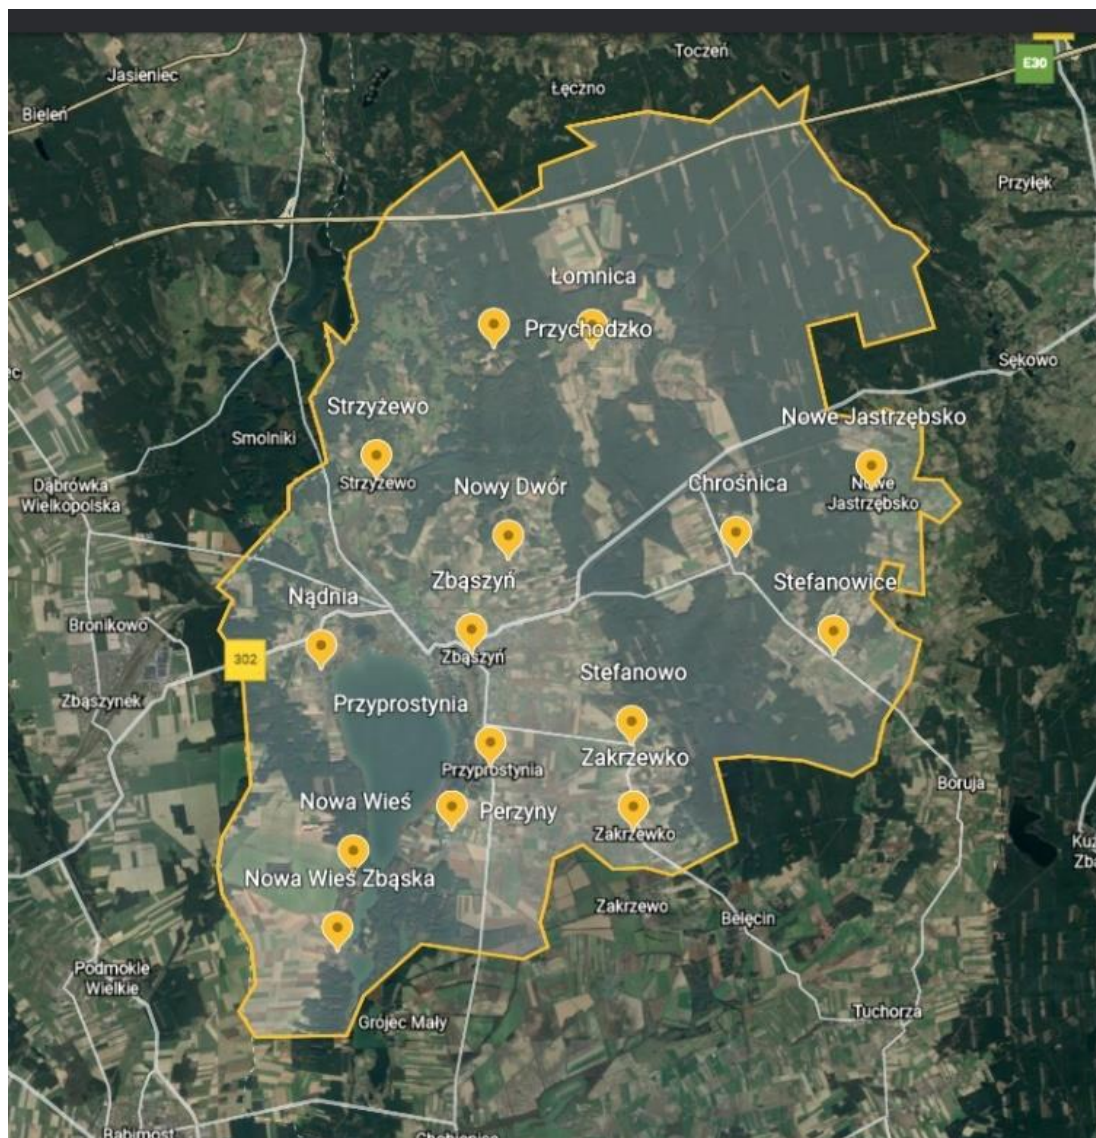 Toczeń
E30
Jasieniec
Łęczno
Bieleń
Przyłęk
Łomnica
Przychodzko
Sękowo
Strzyżewo
Nowe Jastrzębsko
Smolniki
Strzyżewo
Dąbrówka
Wielkopolska
Nowy Dwór
Chrośnica
Nowe
Jastrzębsko
Zbąszyń
Stefanowice
Nądnia
Bronikowo
302
Zbąszyń
Stefanowo
Zbąszynek
Przyprostynia
Zakrzewko
Przyprostynia
Boruja
Nowa Wieś
Perzyny
Zakrzewko
Nowa Wieś Zbąska
Zakrzewo
Belęcin
Podmokle
Wielkie
Grójec Mały
Tuchorza
Babimost